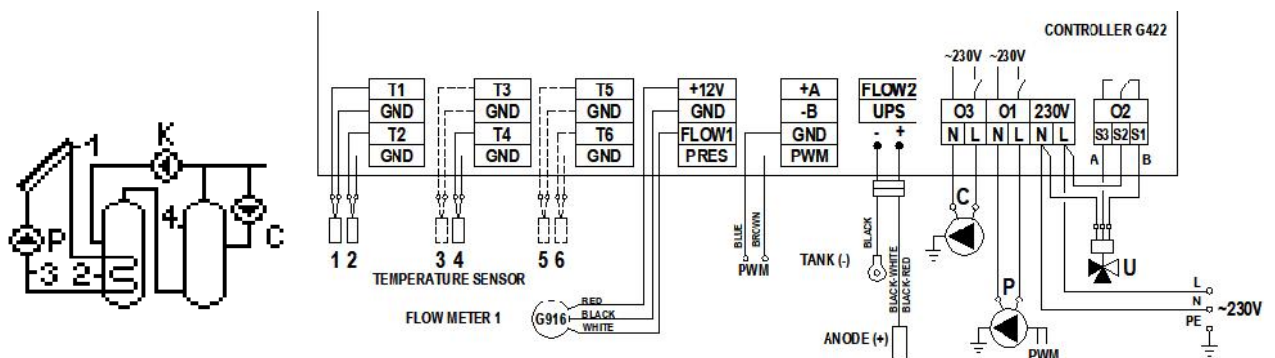 CONTROLLER G422
~230V ~230V
T1 T3 T5 +12V +A FLOW2
GND GND GND GND -B UPS O3 O1 230V O2
T2 T4 T6 FLOW1 GND - + N L N L N L S3 S2 S1
GND GND GND PRES PWM
A B
K
1
4
P
C
3 2
C
BLUE
BROWN
BLACK
BLACK-WHITE
BLACK-RED
1 2 3 4 5 6 PWM TANK (-) U
TEMPERATURE SENSOR
P
L
N ~230V
PE
RED
FLOW METER 1 G916 BLACK
WHITE
ANODE (+)
PWM